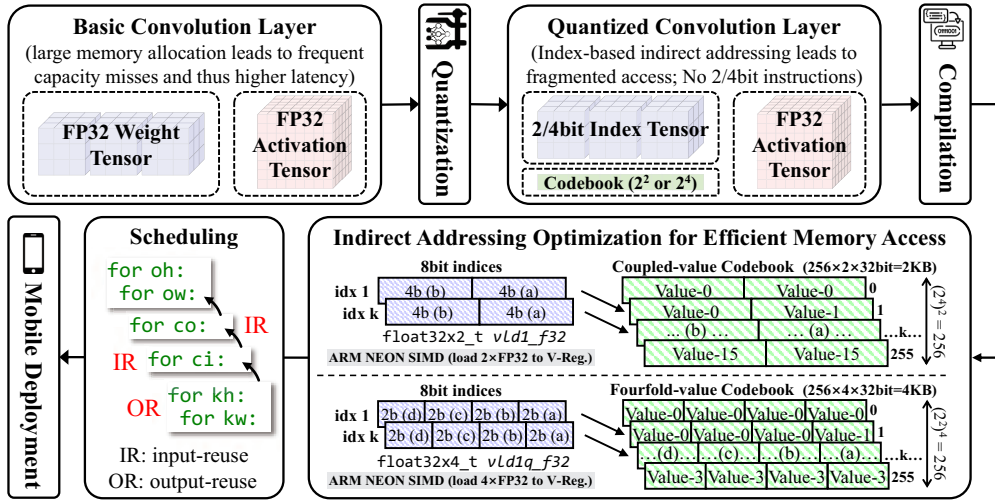 Basic Convolution Layer
(large memory allocation leads to frequent
capacity misses and thus higher latency)
FP32 Weight
Tensor
FP32
Activation
Tensor
Quantization
Quantized Convolution Layer
(Index-based indirect addressing leads to
fragmented access; No 2/4bit instructions)
2/4bit Index Tensor
Codebook (2² or 2⁴)
FP32
Activation
Tensor
Compilation
Mobile Deployment
Scheduling
for oh:
for ow:
for co:
IR
IR
for ci:
OR
for kh:
for kw:
IR: input-reuse
OR: output-reuse
Indirect Addressing Optimization for Efficient Memory Access
8bit indices
idx 1
4b (b)
4b (a)
idx k
4b (b)
4b (a)
float32x2_t vld1_f32
ARM NEON SIMD (load 2×FP32 to V-Reg.)
Coupled-value Codebook (256×2×32bit=2KB)
Value-0
Value-0
0
Value-0
Value-1
1
... (b) ...
... (a) ...
...k...
Value-15
Value-15
255
(2⁴)² = 256
8bit indices
idx 1
2b (d)
2b (c)
2b (b)
2b (a)
idx k
2b (d)
2b (c)
2b (b)
2b (a)
float32x4_t vld1q_f32
ARM NEON SIMD (load 4×FP32 to V-Reg.)
Fourfold-value Codebook (256×4×32bit=4KB)
Value-0
Value-0
Value-0
Value-0
0
Value-0
Value-0
Value-0
Value-1
1
...(d)...
...(c)...
...(b)...
...(a)...
...k...
Value-3
Value-3
Value-3
Value-3
255
(2²)⁴ = 256